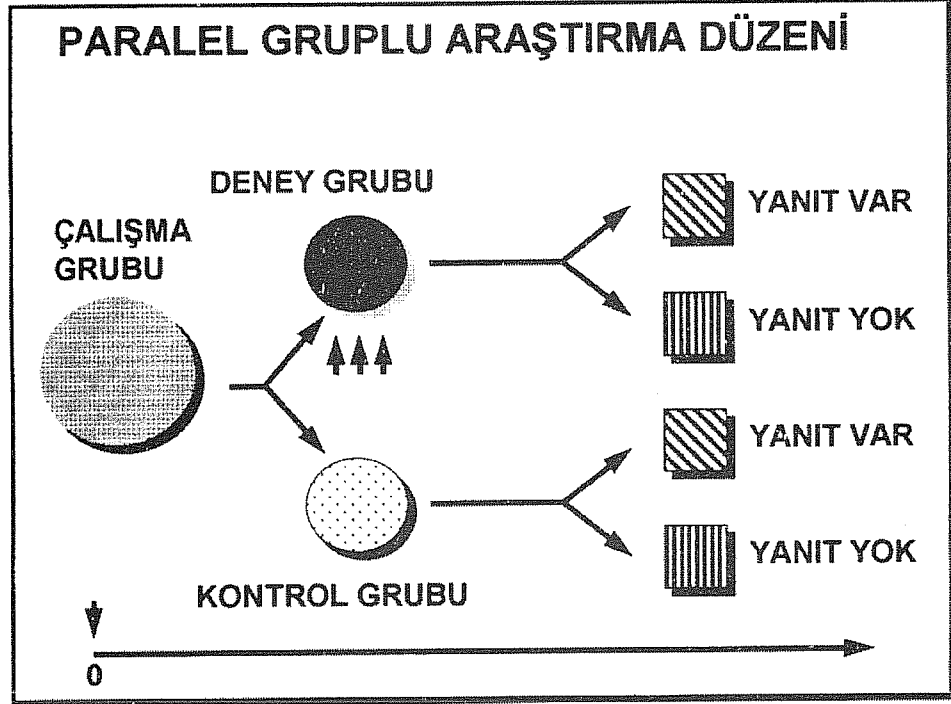 PARALEL GRUPLU ARAŞTIRMA DÜZENİ
DENEY GRUBU
ÇALIŞMA
GRUBU
YANIT VAR
YANIT YOK
YANIT VAR
YANIT YOK
KONTROL GRUBU
0